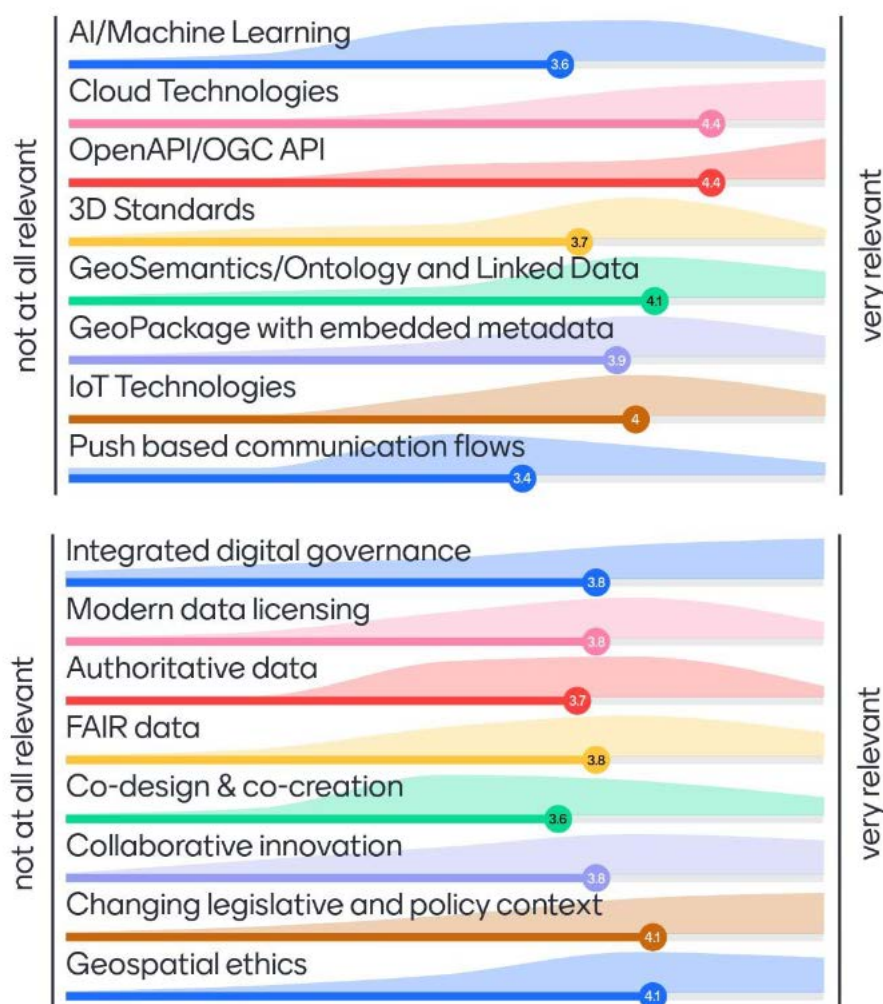 not at all relevant
AI/Machine Learning
3.6
Cloud Technologies
4.4
OpenAPI/OGC API
4.4
3D Standards
3.7
GeoSemantics/Ontology and Linked Data
4.1
GeoPackage with embedded metadata
3.9
IoT Technologies
4
Push based communication flows
3.4
very relevant
not at all relevant
Integrated digital governance
3.8
Modern data licensing
3.8
Authoritative data
3.7
FAIR data
3.8
Co-design & co-creation
3.6
Collaborative innovation
3.8
Changing legislative and policy context
4.1
Geospatial ethics
4.1
very relevant